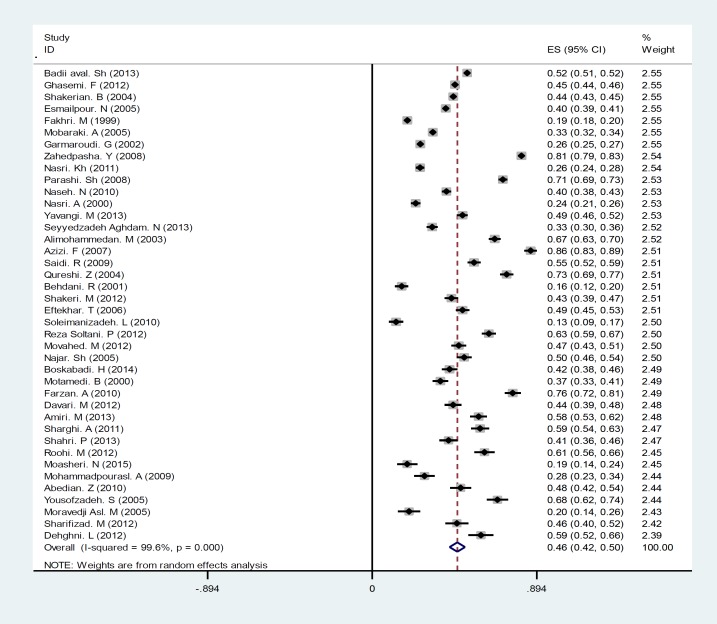 Study %
ID ES (95% CI) Weight
Badii aval. Sh (2013) 0.52 (0.51, 0.52) 2.55
Ghasemi. F (2012) 0.45 (0.44, 0.46) 2.55
Shakerian. B (2004) 0.44 (0.43, 0.45) 2.55
Esmailpour. N (2005) 0.40 (0.39, 0.41) 2.55
Fakhri. M (1999) 0.19 (0.18, 0.20) 2.55
Mobaraki. A (2005) 0.33 (0.32, 0.34) 2.55
Garmaroudi. G (2002) 0.26 (0.25, 0.27) 2.55
Zahedpasha. Y (2008) 0.81 (0.79, 0.83) 2.54
Nasri. Kh (2011) 0.26 (0.24, 0.28) 2.54
Parashi. Sh (2008) 0.71 (0.69, 0.73) 2.53
Naseh. N (2010) 0.40 (0.38, 0.43) 2.53
Nasri. A (2000) 0.24 (0.21, 0.26) 2.53
Yavangi. M (2013) 0.49 (0.46, 0.52) 2.53
Seyyedzadeh Aghdam. N (2013) 0.33 (0.30, 0.36) 2.52
Alimohammedan. M (2003) 0.67 (0.63, 0.70) 2.52
Azizi. F (2007) 0.86 (0.83, 0.89) 2.51
Saidi. R (2009) 0.55 (0.52, 0.59) 2.51
Qureshi. Z (2004) 0.73 (0.69, 0.77) 2.51
Behdani. R (2001) 0.16 (0.12, 0.20) 2.51
Shakeri. M (2012) 0.43 (0.39, 0.47) 2.51
Eftekhar. T (2006) 0.49 (0.45, 0.53) 2.51
Soleimanizadeh. L (2010) 0.13 (0.09, 0.17) 2.50
Reza Soltani. P (2012) 0.63 (0.59, 0.67) 2.50
Movahed. M (2012) 0.47 (0.43, 0.51) 2.50
Najar. Sh (2005) 0.50 (0.46, 0.54) 2.50
Boskabadi. H (2014) 0.42 (0.38, 0.46) 2.49
Motamedi. B (2000) 0.37 (0.33, 0.41) 2.49
Farzan. A (2010) 0.76 (0.72, 0.81) 2.49
Davari. M (2012) 0.44 (0.39, 0.48) 2.48
Amiri. M (2013) 0.58 (0.53, 0.62) 2.48
Sharghi. A (2011) 0.59 (0.54, 0.63) 2.47
Shahri. P (2013) 0.41 (0.36, 0.46) 2.47
Roohi. M (2012) 0.61 (0.56, 0.66) 2.45
Moasheri. N (2015) 0.19 (0.14, 0.24) 2.45
Mohammadpourasl. A (2009) 0.28 (0.23, 0.34) 2.44
Abedian. Z (2010) 0.48 (0.42, 0.54) 2.44
Yousofzadeh. S (2005) 0.68 (0.62, 0.74) 2.44
Moravedji Asl. M (2005) 0.20 (0.14, 0.26) 2.43
Sharifizad. M (2012) 0.46 (0.40, 0.52) 2.42
Dehghni. L (2012) 0.59 (0.52, 0.66) 2.39
Overall (I-squared = 99.6%, p = 0.000) 0.46 (0.42, 0.50) 100.00
NOTE: Weights are from random effects analysis
-.894 0 .894